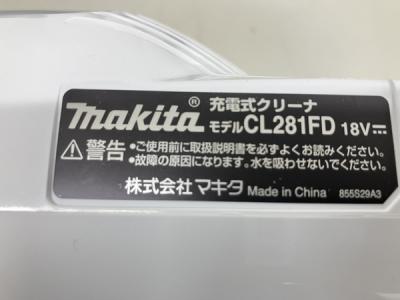 makita® 充電式クリーナ
モデルCL281FD 18V⎓
⚠警告 •ご使用前に取扱説明書を必ずよくお読みください。
•故障の原因になります。水を吸わせないでください。
株式会社マキタ Made in China 855S29A3